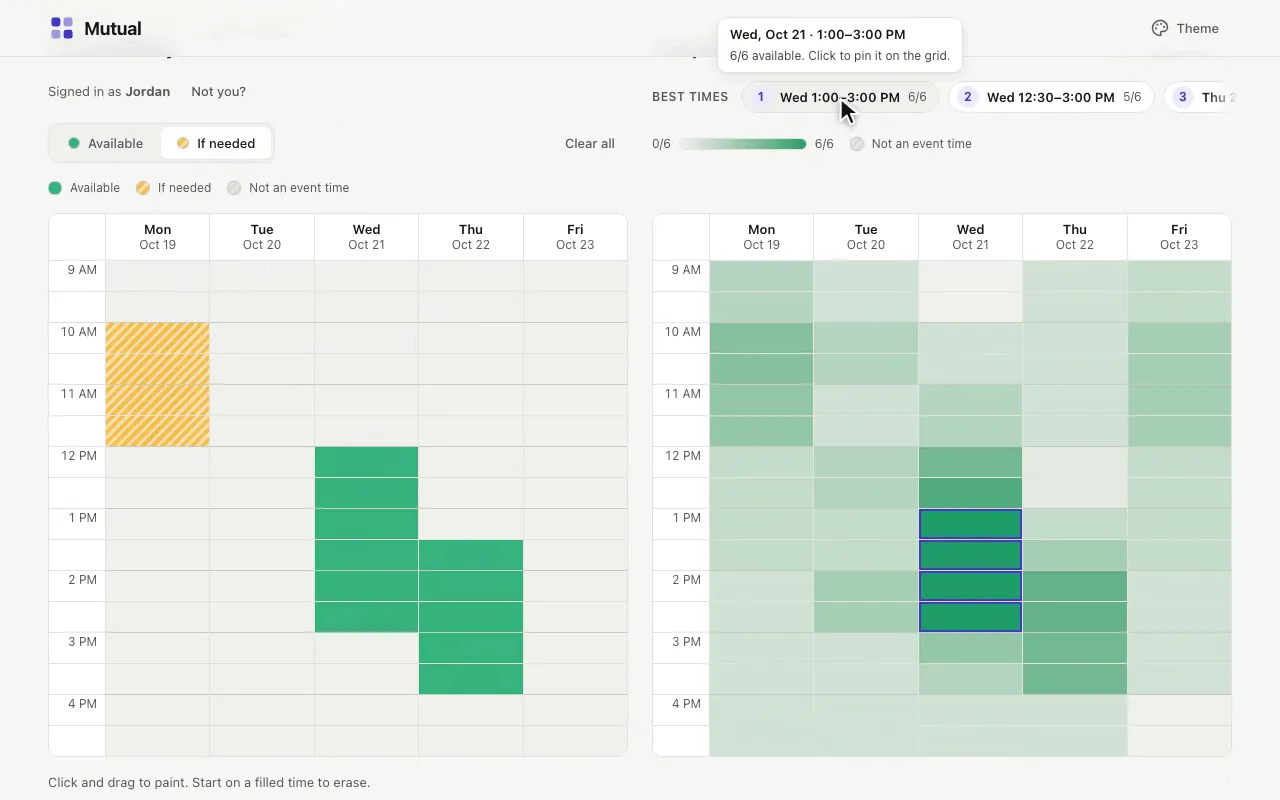 Mutual
Theme
Wed, Oct 21 · 1:00–3:00 PM
6/6 available. Click to pin it on the grid.
Signed in as Jordan Not you?
BEST TIMES 1 Wed 1:00–3:00 PM 6/6 2 Wed 12:30–3:00 PM 5/6 3 Thu 2
Available If needed Clear all
0/6 6/6 Not an event time
Available If needed Not an event time
Mon Tue Wed Thu Fri
Oct 19 Oct 20 Oct 21 Oct 22 Oct 23
9 AM
10 AM
11 AM
12 PM
1 PM
2 PM
3 PM
4 PM
Mon Tue Wed Thu Fri
Oct 19 Oct 20 Oct 21 Oct 22 Oct 23
9 AM
10 AM
11 AM
12 PM
1 PM
2 PM
3 PM
4 PM
Click and drag to paint. Start on a filled time to erase.